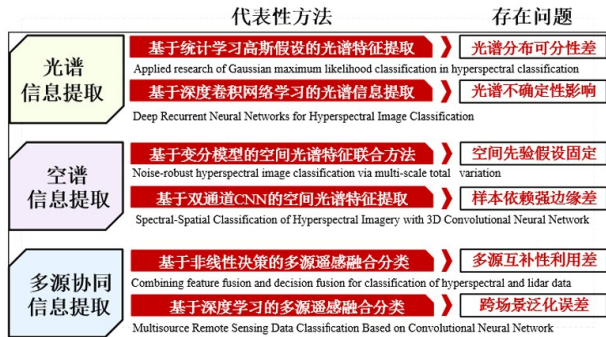 代表性方法
存在问题
光谱
信息提取
基于统计学习高斯假设的光谱特征提取
光谱分布可分性差
Applied research of Gaussian maximum likelihood classification in hyperspectral classification
基于深度卷积网络学习的光谱信息提取
光谱不确定性影响
Deep Recurrent Neural Networks for Hyperspectral Image Classification
空谱
信息提取
基于变分模型的空间光谱特征联合方法
空间先验假设固定
Noise-robust hyperspectral image classification via multi-scale total variation
基于双通道CNN的空间光谱特征提取
样本依赖强边缘差
Spectral-Spatial Classification of Hyperspectral Imagery with 3D Convolutional Neural Network
多源协同
信息提取
基于非线性决策的多源遥感融合分类
多源互补性利用差
Combining feature fusion and decision fusion for classification of hyperspectral and lidar data
基于深度学习的多源遥感融合分类
跨场景泛化误差
Multisource Remote Sensing Data Classification Based on Convolutional Neural Network